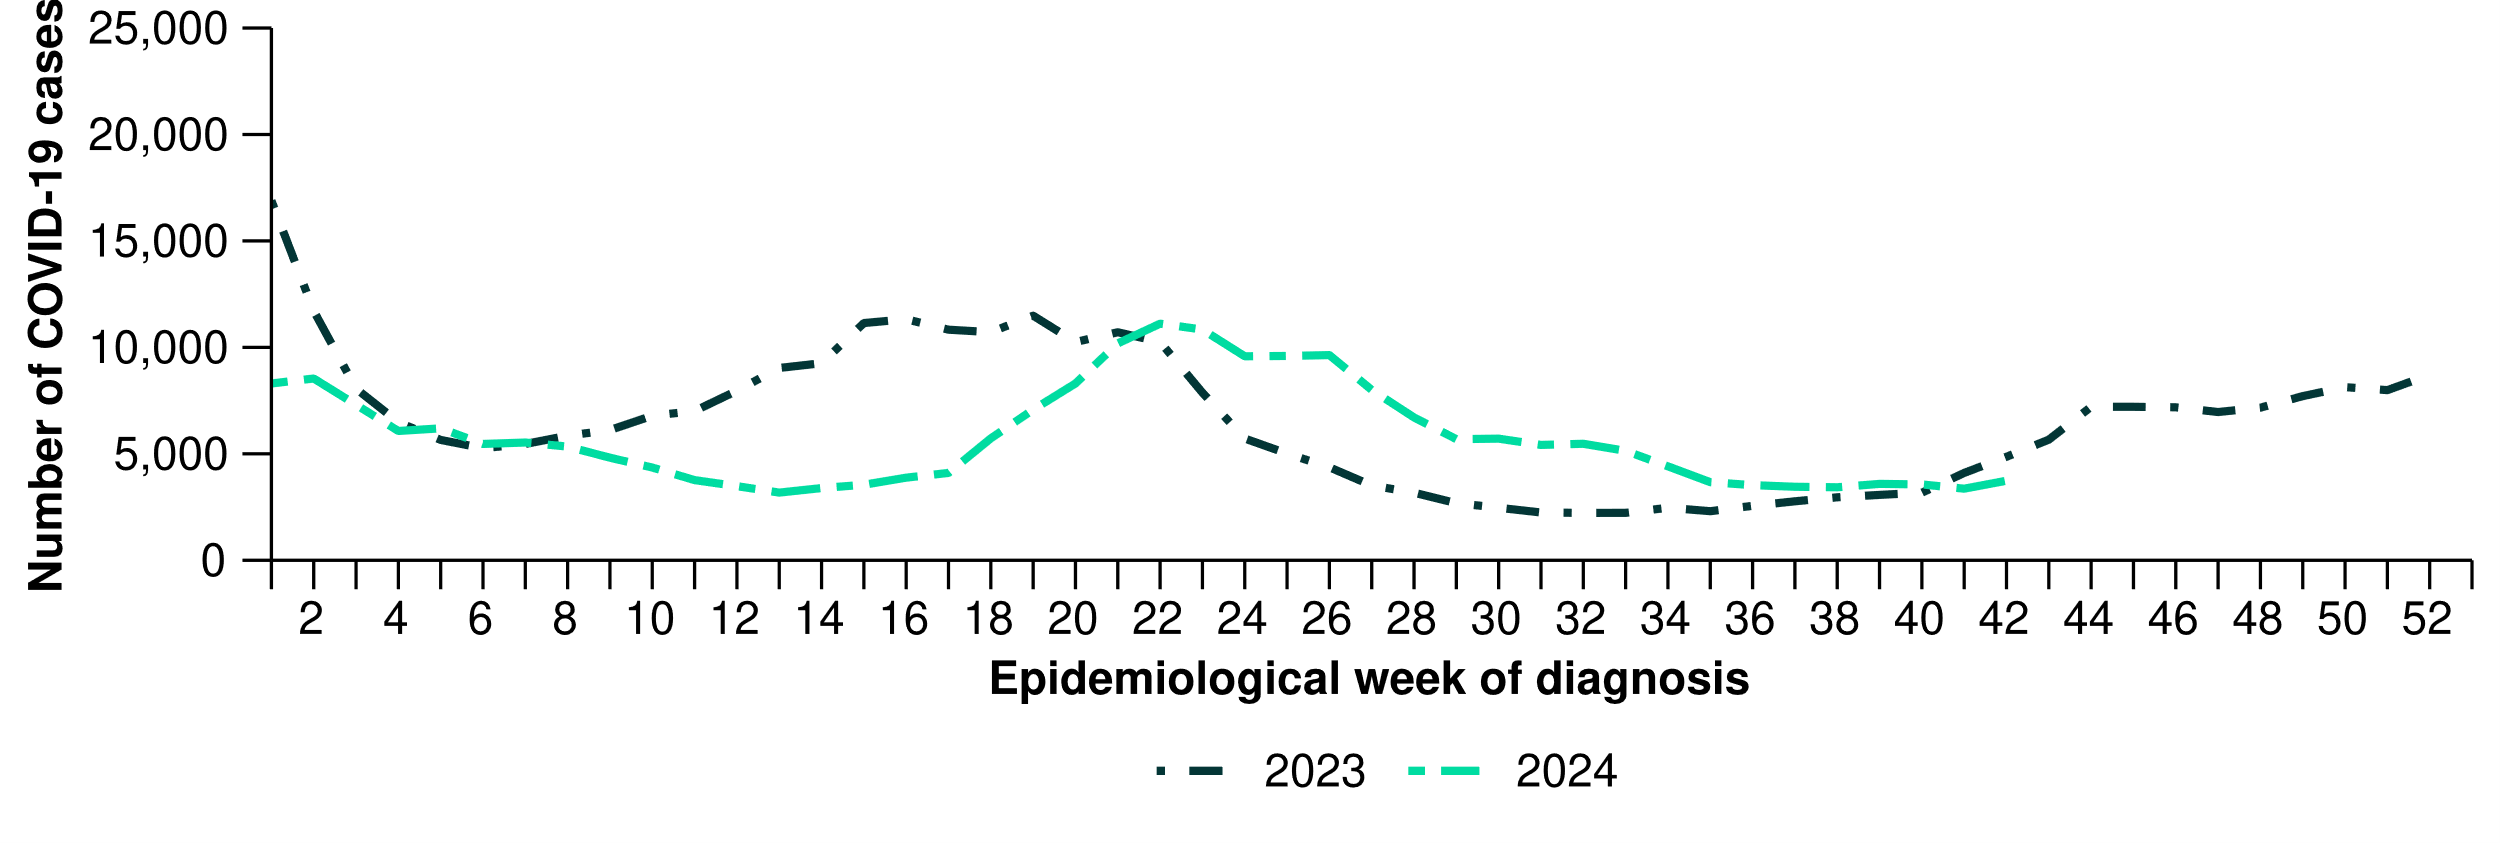 Number of COVID-19 cases
25,000
20,000
15,000
10,000
5,000
0
2 4 6 8 10 12 14 16 18 20 22 24 26 28 30 32 34 36 38 40 42 44 46 48 50 52
Epidemiological week of diagnosis
2023 2024